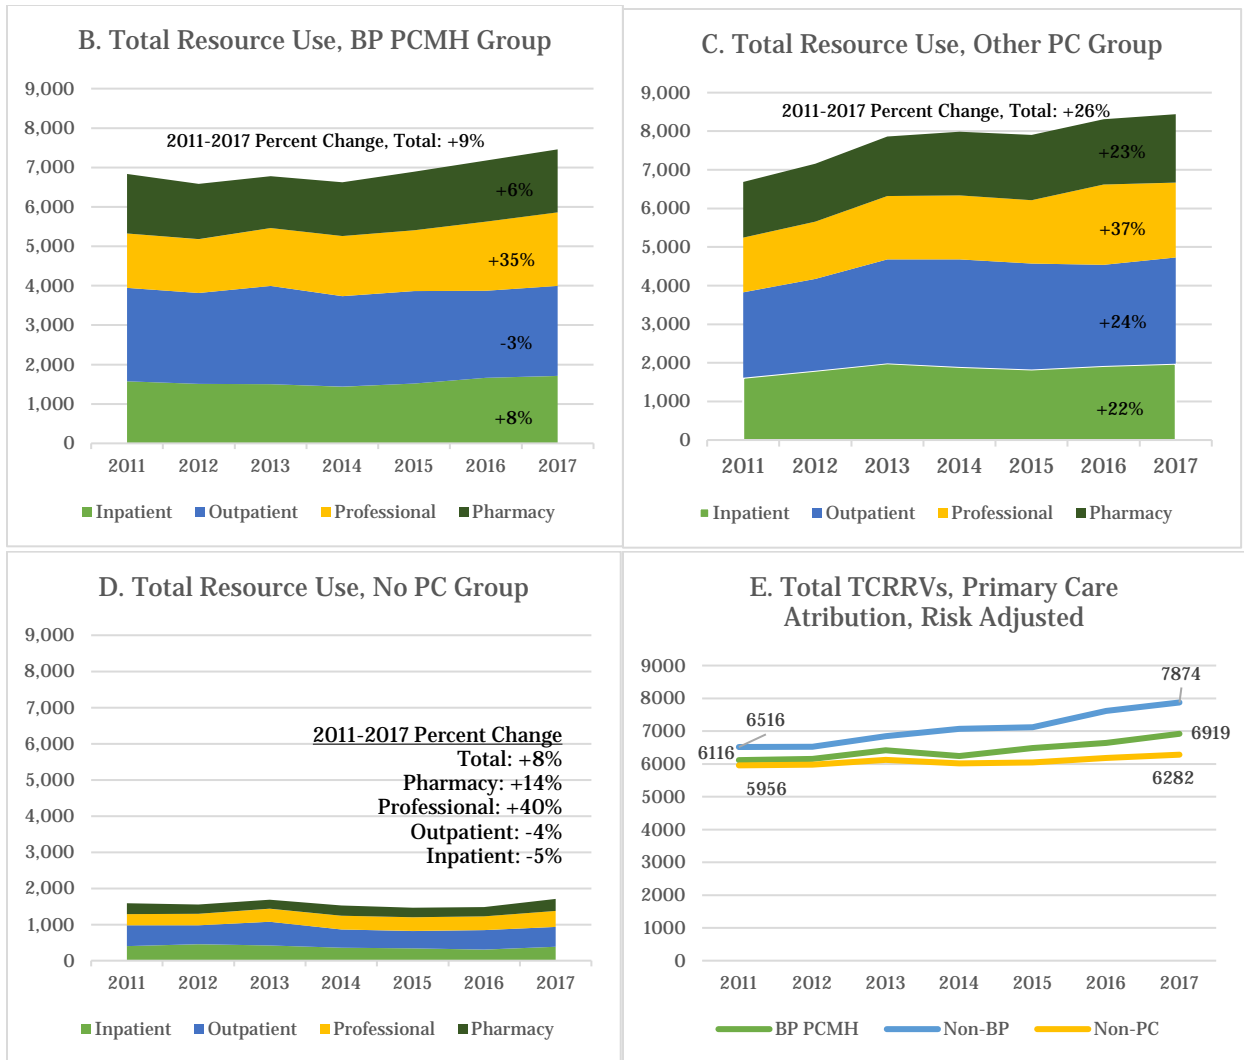 B. Total Resource Use, BP PCMH Group
9,000
8,000
7,000
6,000
5,000
4,000
3,000
2,000
1,000
0
2011-2017 Percent Change, Total: +9%
+6%
+35%
-3%
+8%
2011 2012 2013 2014 2015 2016 2017
Inpatient Outpatient Professional Pharmacy
C. Total Resource Use, Other PC Group
9,000
8,000
7,000
6,000
5,000
4,000
3,000
2,000
1,000
0
2011-2017 Percent Change, Total: +26%
+23%
+37%
+24%
+22%
2011 2012 2013 2014 2015 2016 2017
Inpatient Outpatient Professional Pharmacy
D. Total Resource Use, No PC Group
9,000
8,000
7,000
6,000
5,000
4,000
3,000
2,000
1,000
0
2011-2017 Percent Change
Total: +8%
Pharmacy: +14%
Professional: +40%
Outpatient: -4%
Inpatient: -5%
2011 2012 2013 2014 2015 2016 2017
Inpatient Outpatient Professional Pharmacy
E. Total TCRRVs, Primary Care
Atribution, Risk Adjusted
9000
8000
7000
6000
5000
4000
3000
2000
1000
0
7874
6516
6919
6116
6282
5956
2011 2012 2013 2014 2015 2016 2017
BP PCMH Non-BP Non-PC